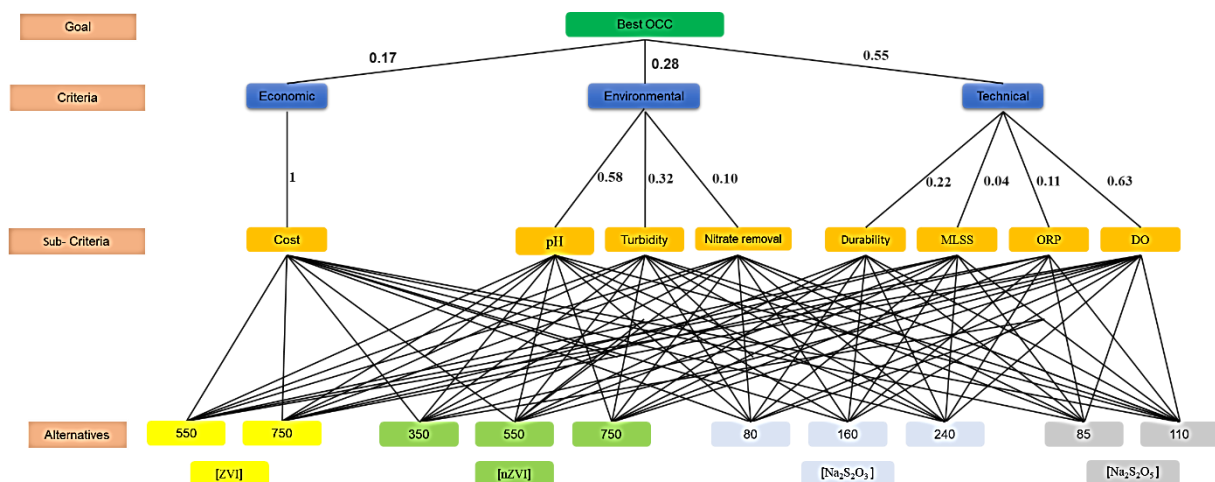 Goal
Best OCC
0.17
0.28
0.55
Criteria
Economic
Environmental
Technical
1
0.58
0.32
0.10
0.22
0.04
0.11
0.63
Sub- Criteria
Cost
pH
Turbidity
Nitrate removal
Durability
MLSS
ORP
DO
Alternatives
550
750
350
550
750
80
160
240
85
110
[ZVI]
[nZVI]
[Na₂S₂O₃]
[Na₂S₂O₅]